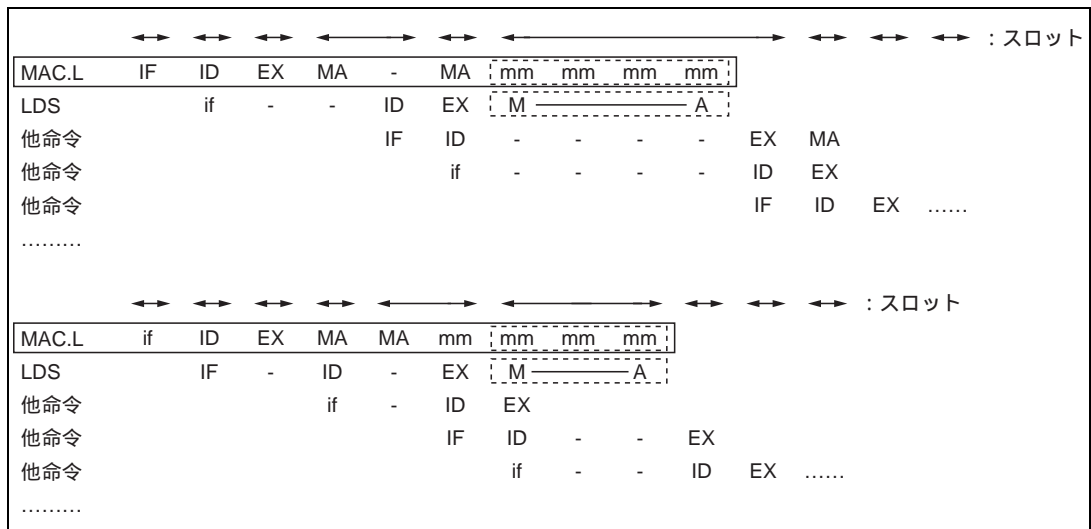 ：スロット
MAC.L IF ID EX MA - MA mm mm mm mm
LDS if - - ID EX M A
他命令 IF ID - - - - EX MA
他命令 if - - - - ID EX
他命令 IF ID EX ……
………
：スロット
MAC.L if ID EX MA MA mm mm mm mm
LDS IF - ID - EX M A
他命令 if - ID EX
他命令 IF ID - - EX
他命令 if - - ID EX ……
………